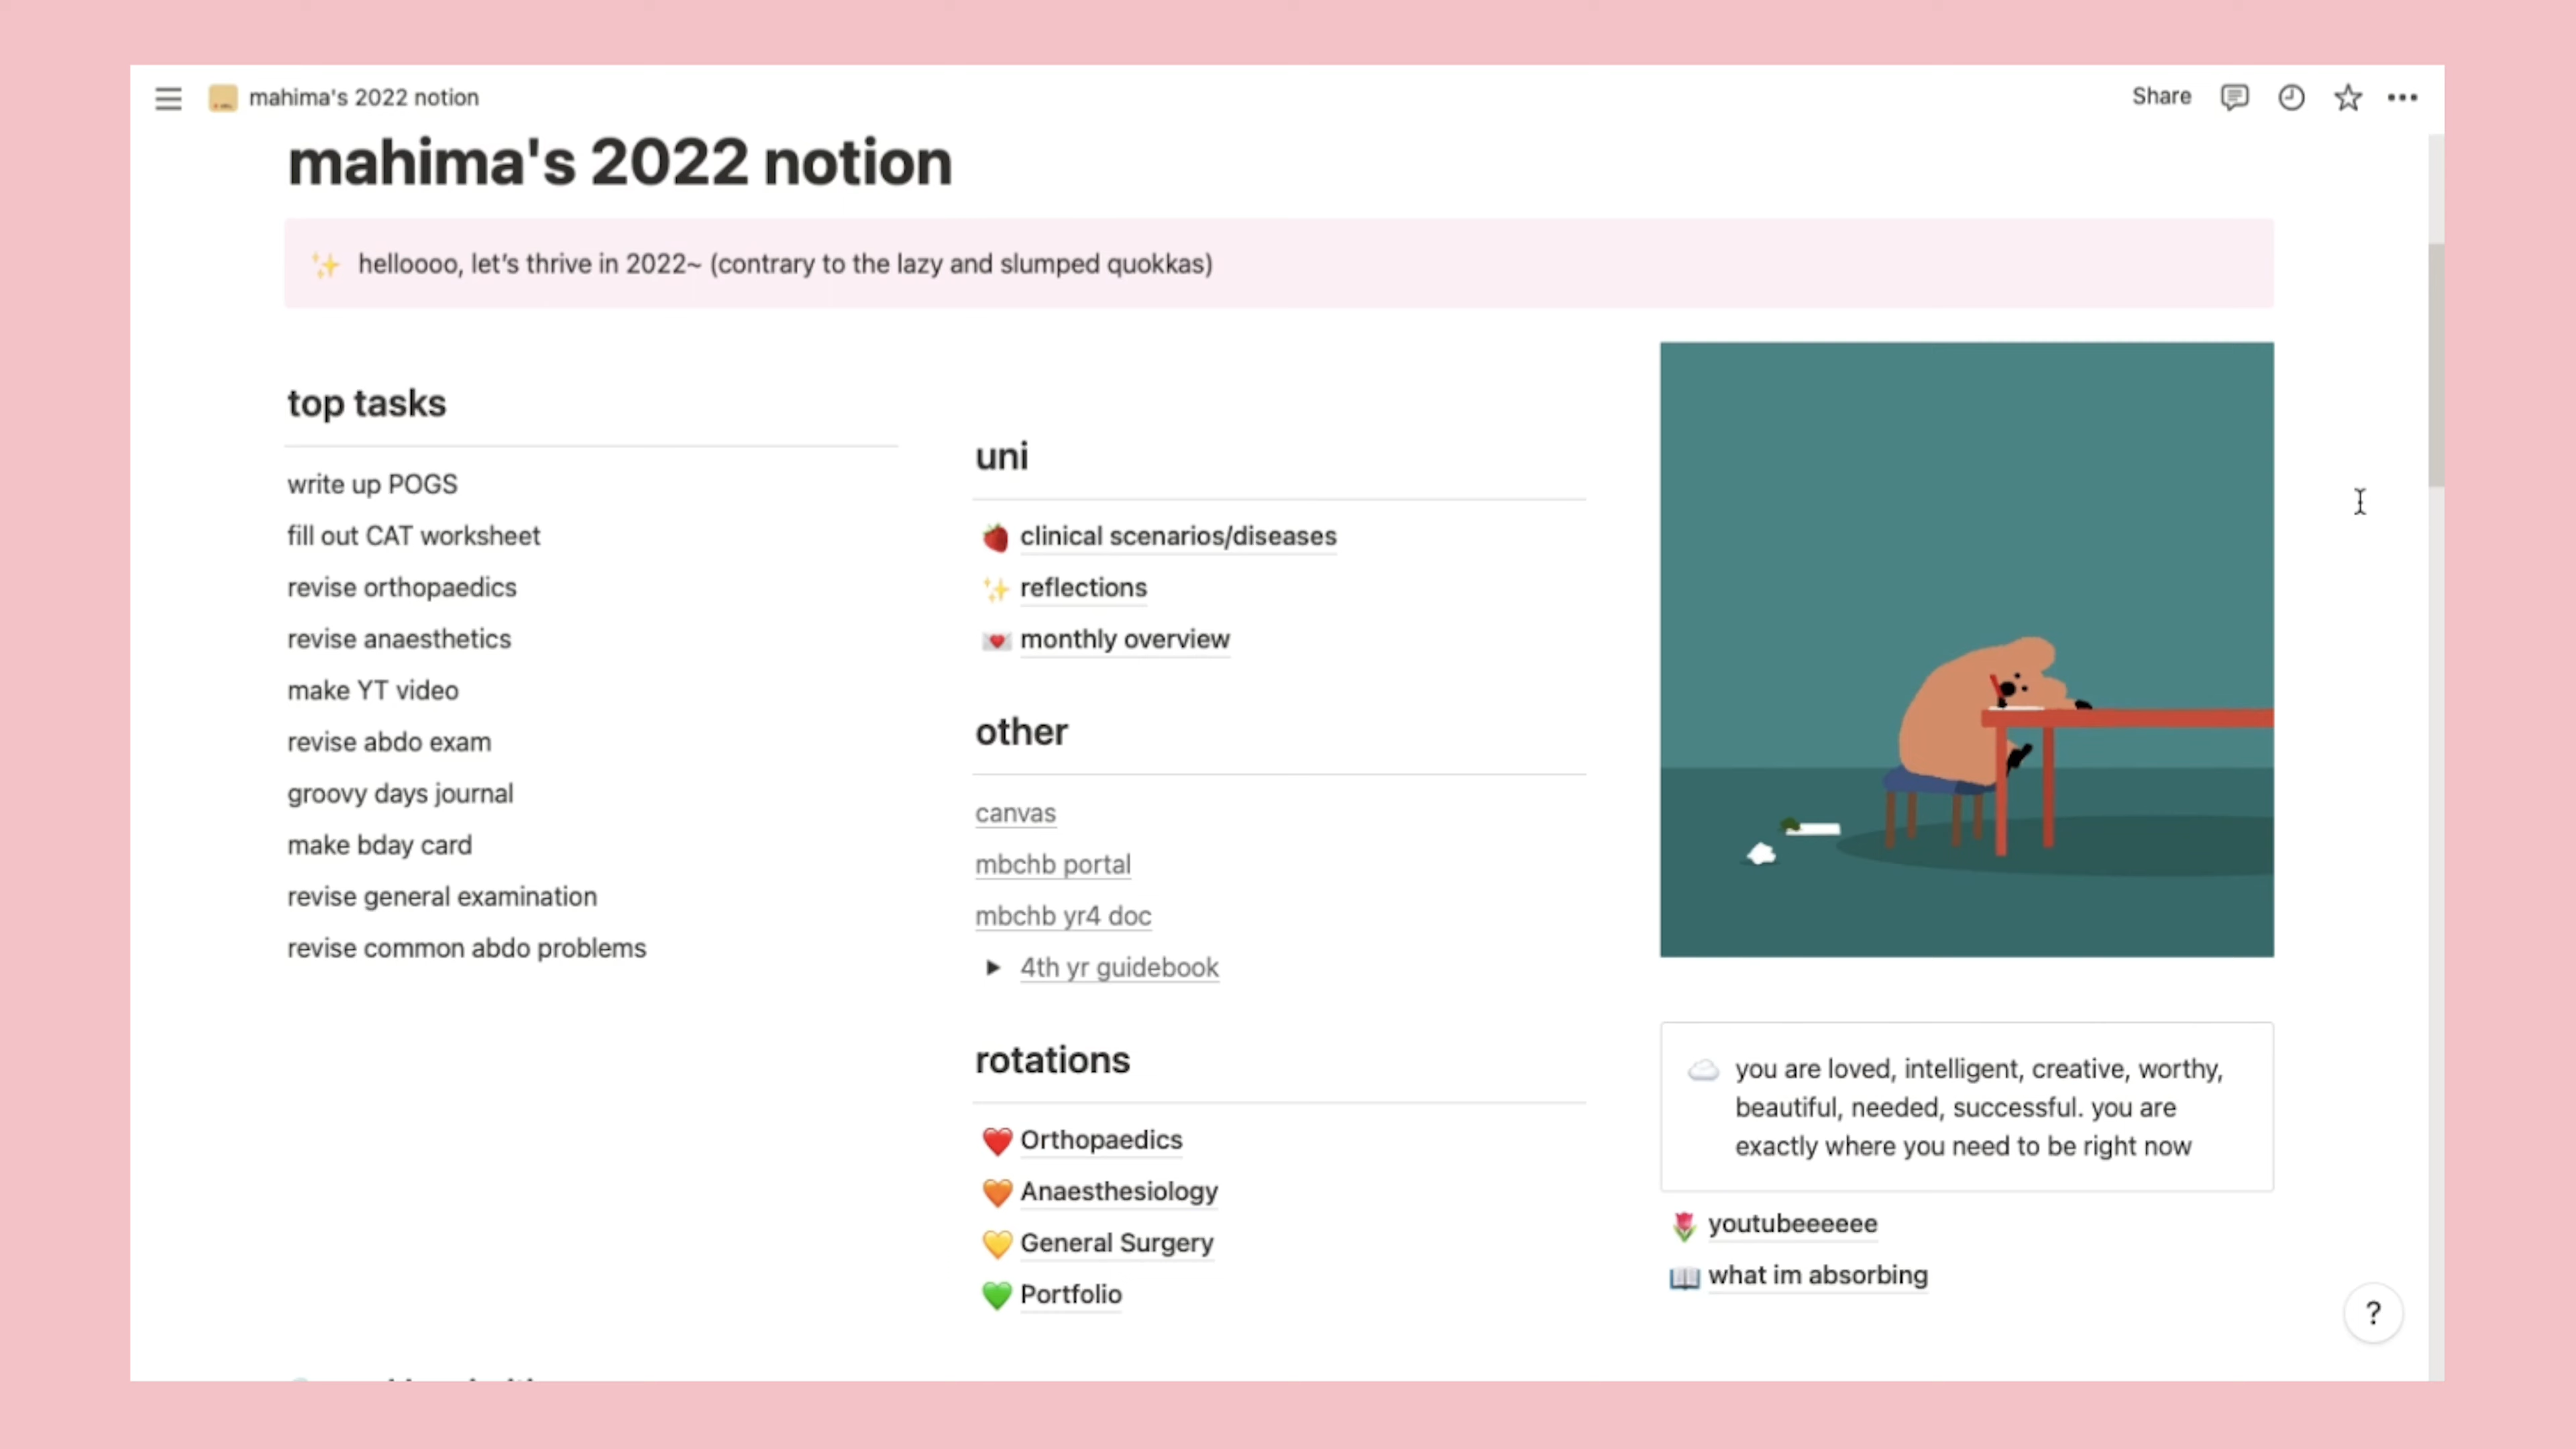 mahima's 2022 notion
Share
mahima's 2022 notion
helloooo, let's thrive in 2022~ (contrary to the lazy and slumped quokkas)
top tasks
write up POGS
fill out CAT worksheet
revise orthopaedics
revise anaesthetics
make YT video
revise abdo exam
groovy days journal
make bday card
revise general examination
revise common abdo problems
uni
clinical scenarios/diseases
reflections
monthly overview
other
canvas
mbchb portal
mbchb yr4 doc
4th yr guidebook
rotations
Orthopaedics
Anaesthesiology
General Surgery
Portfolio
you are loved, intelligent, creative, worthy,
beautiful, needed, successful. you are
exactly where you need to be right now
youtubeeeeee
what im absorbing
?